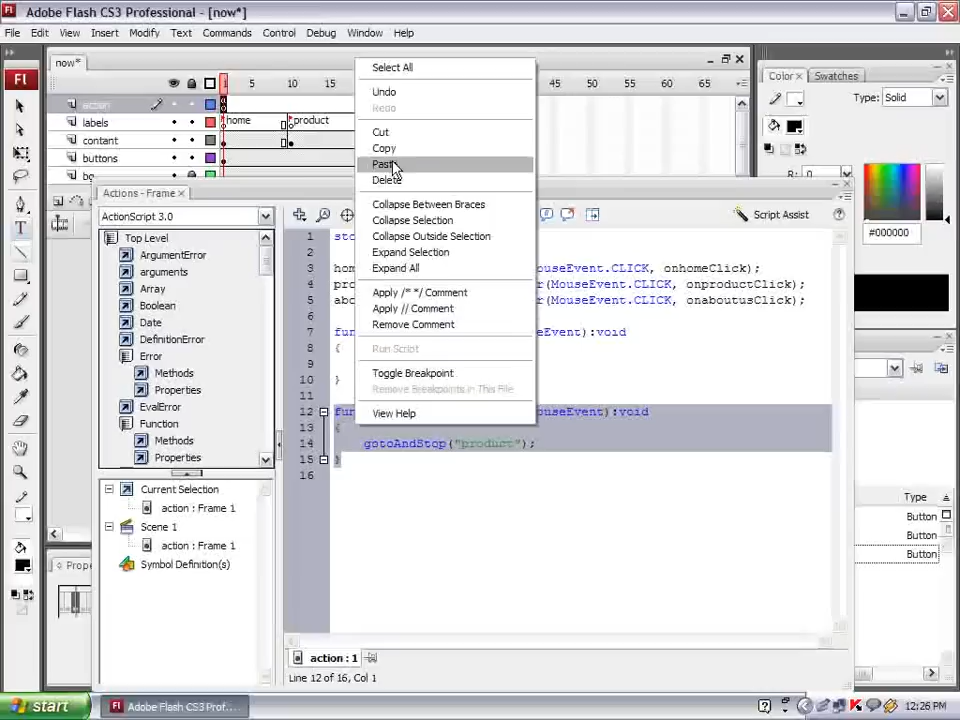 Adobe Flash CS3 Professional - [now*]
File Edit View Insert Modify Text Commands Control Debug Window Help
now*
5 10 15 45 50 55 60 65
action
labels
home
product
contant
buttons
Select All
Undo
Redo
Cut
Copy
Delete
Collapse Between Braces
Collapse Selection
Collapse Outside Selection
Expand Selection
Expand All
Apply /* */ Comment
Apply // Comment
Remove Comment
Run Script
Toggle Breakpoint
Remove Breakpoints in This File
View Help
Color Swatches
Type: Solid
R: 0
#000000
Actions - Frame
ActionScript 3.0
Script Assist
Top Level
ArgumentError
arguments
Array
Boolean
Date
DefinitionError
Error
Methods
Properties
EvalError
Function
Methods
Properties
Current Selection
action : Frame 1
Scene 1
action : Frame 1
Symbol Definition(s)
1
2
3 MouseEvent.CLICK, onhomeClick);
4 r(MouseEvent.CLICK, onproductClick);
5 r(MouseEvent.CLICK, onaboutusClick);
6
7
8 {
9
10 }
11
12
13 {
14 gotoAndStop("product");
15 }
16
action : 1
Line 12 of 16, Col 1
Type
Button
Button
Button
start
Adobe Flash CS3 Prof...
12:26 PM